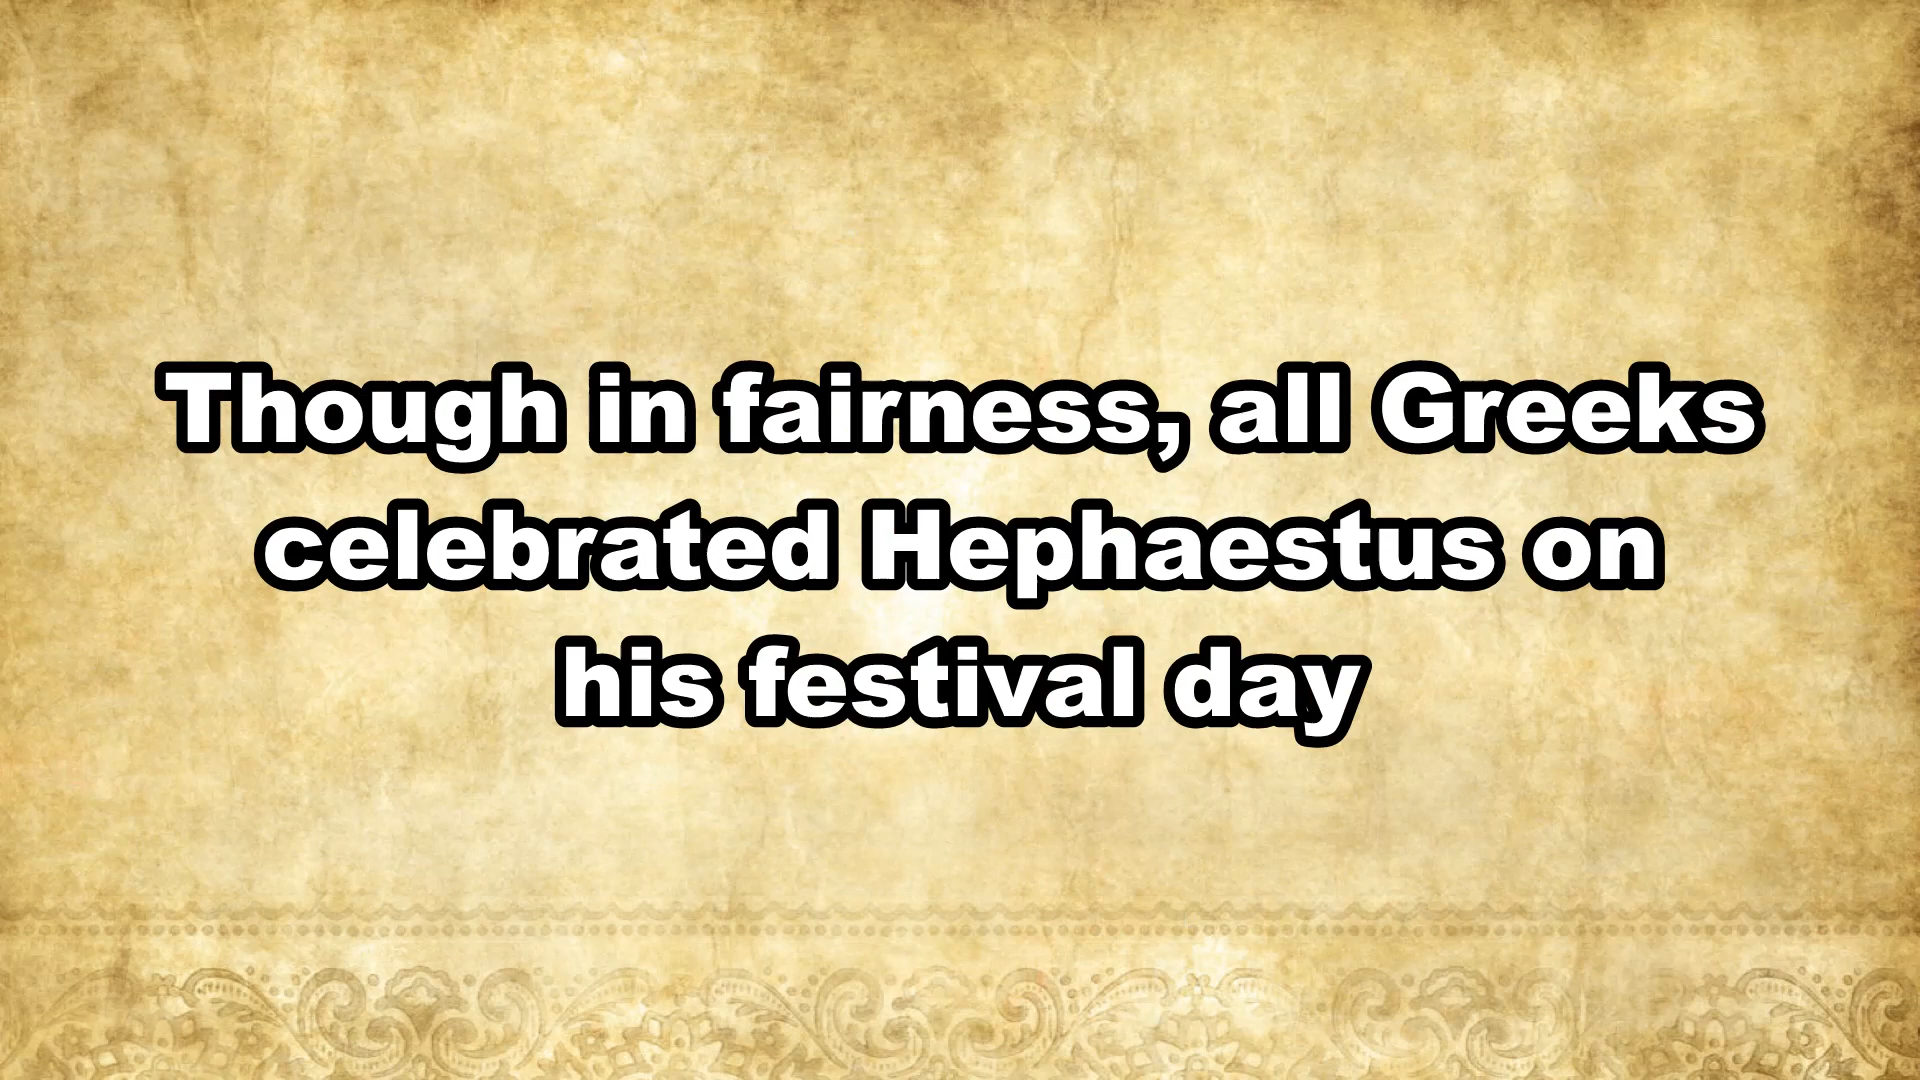 Though in fairness, all Greeks
celebrated Hephaestus on
his festival day